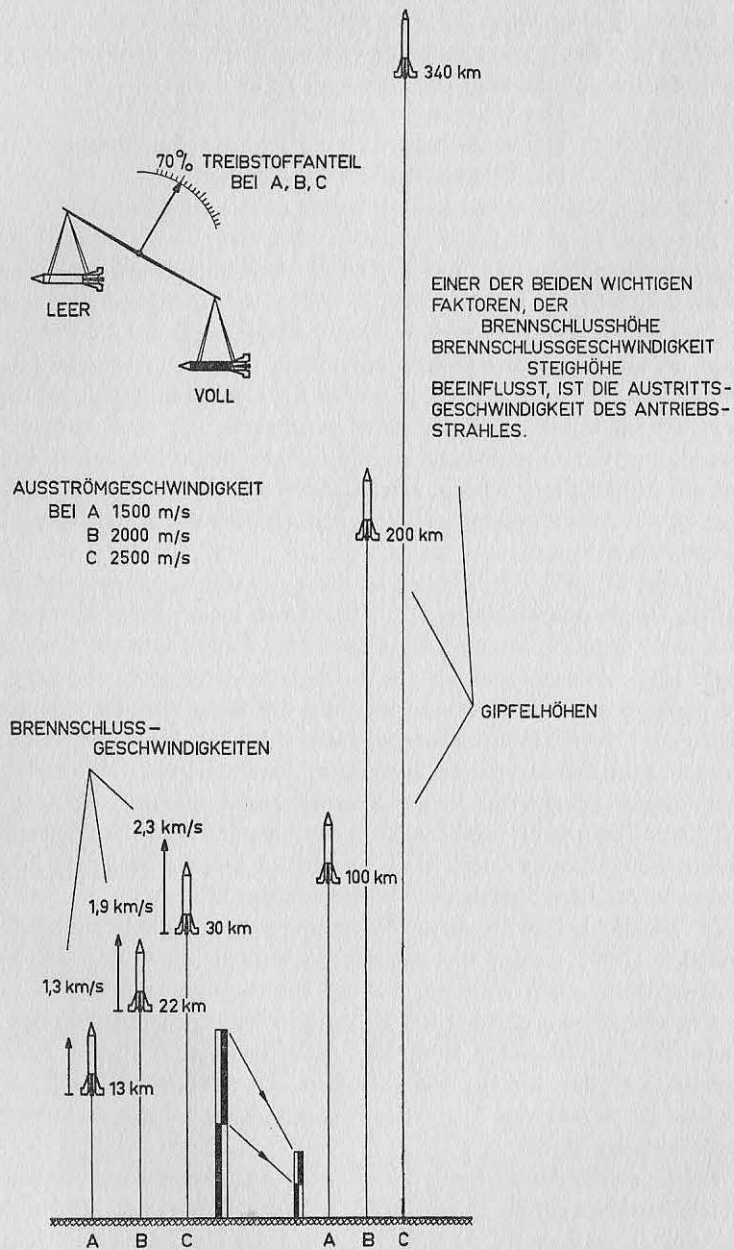 340 km
70% TREIBSTOFFANTEIL
BEI A, B, C
LEER
VOLL
EINER DER BEIDEN WICHTIGEN
FAKTOREN, DER
BRENNSCHLUSSHÖHE
BRENNSCHLUSSGESCHWINDIGKEIT
STEIGHÖHE
BEEINFLUSST, IST DIE AUSTRITTS-
GESCHWINDIGKEIT DES ANTRIEBS-
STRAHLES.
AUSSTRÖMGESCHWINDIGKEIT
BEI A 1500 m/s
B 2000 m/s
C 2500 m/s
200 km
GIPFELHÖHEN
BRENNSCHLUSS-
GESCHWINDIGKEITEN
2,3 km/s
1,9 km/s
1,3 km/s
30 km
22 km
13 km
100 km
A B C A B C